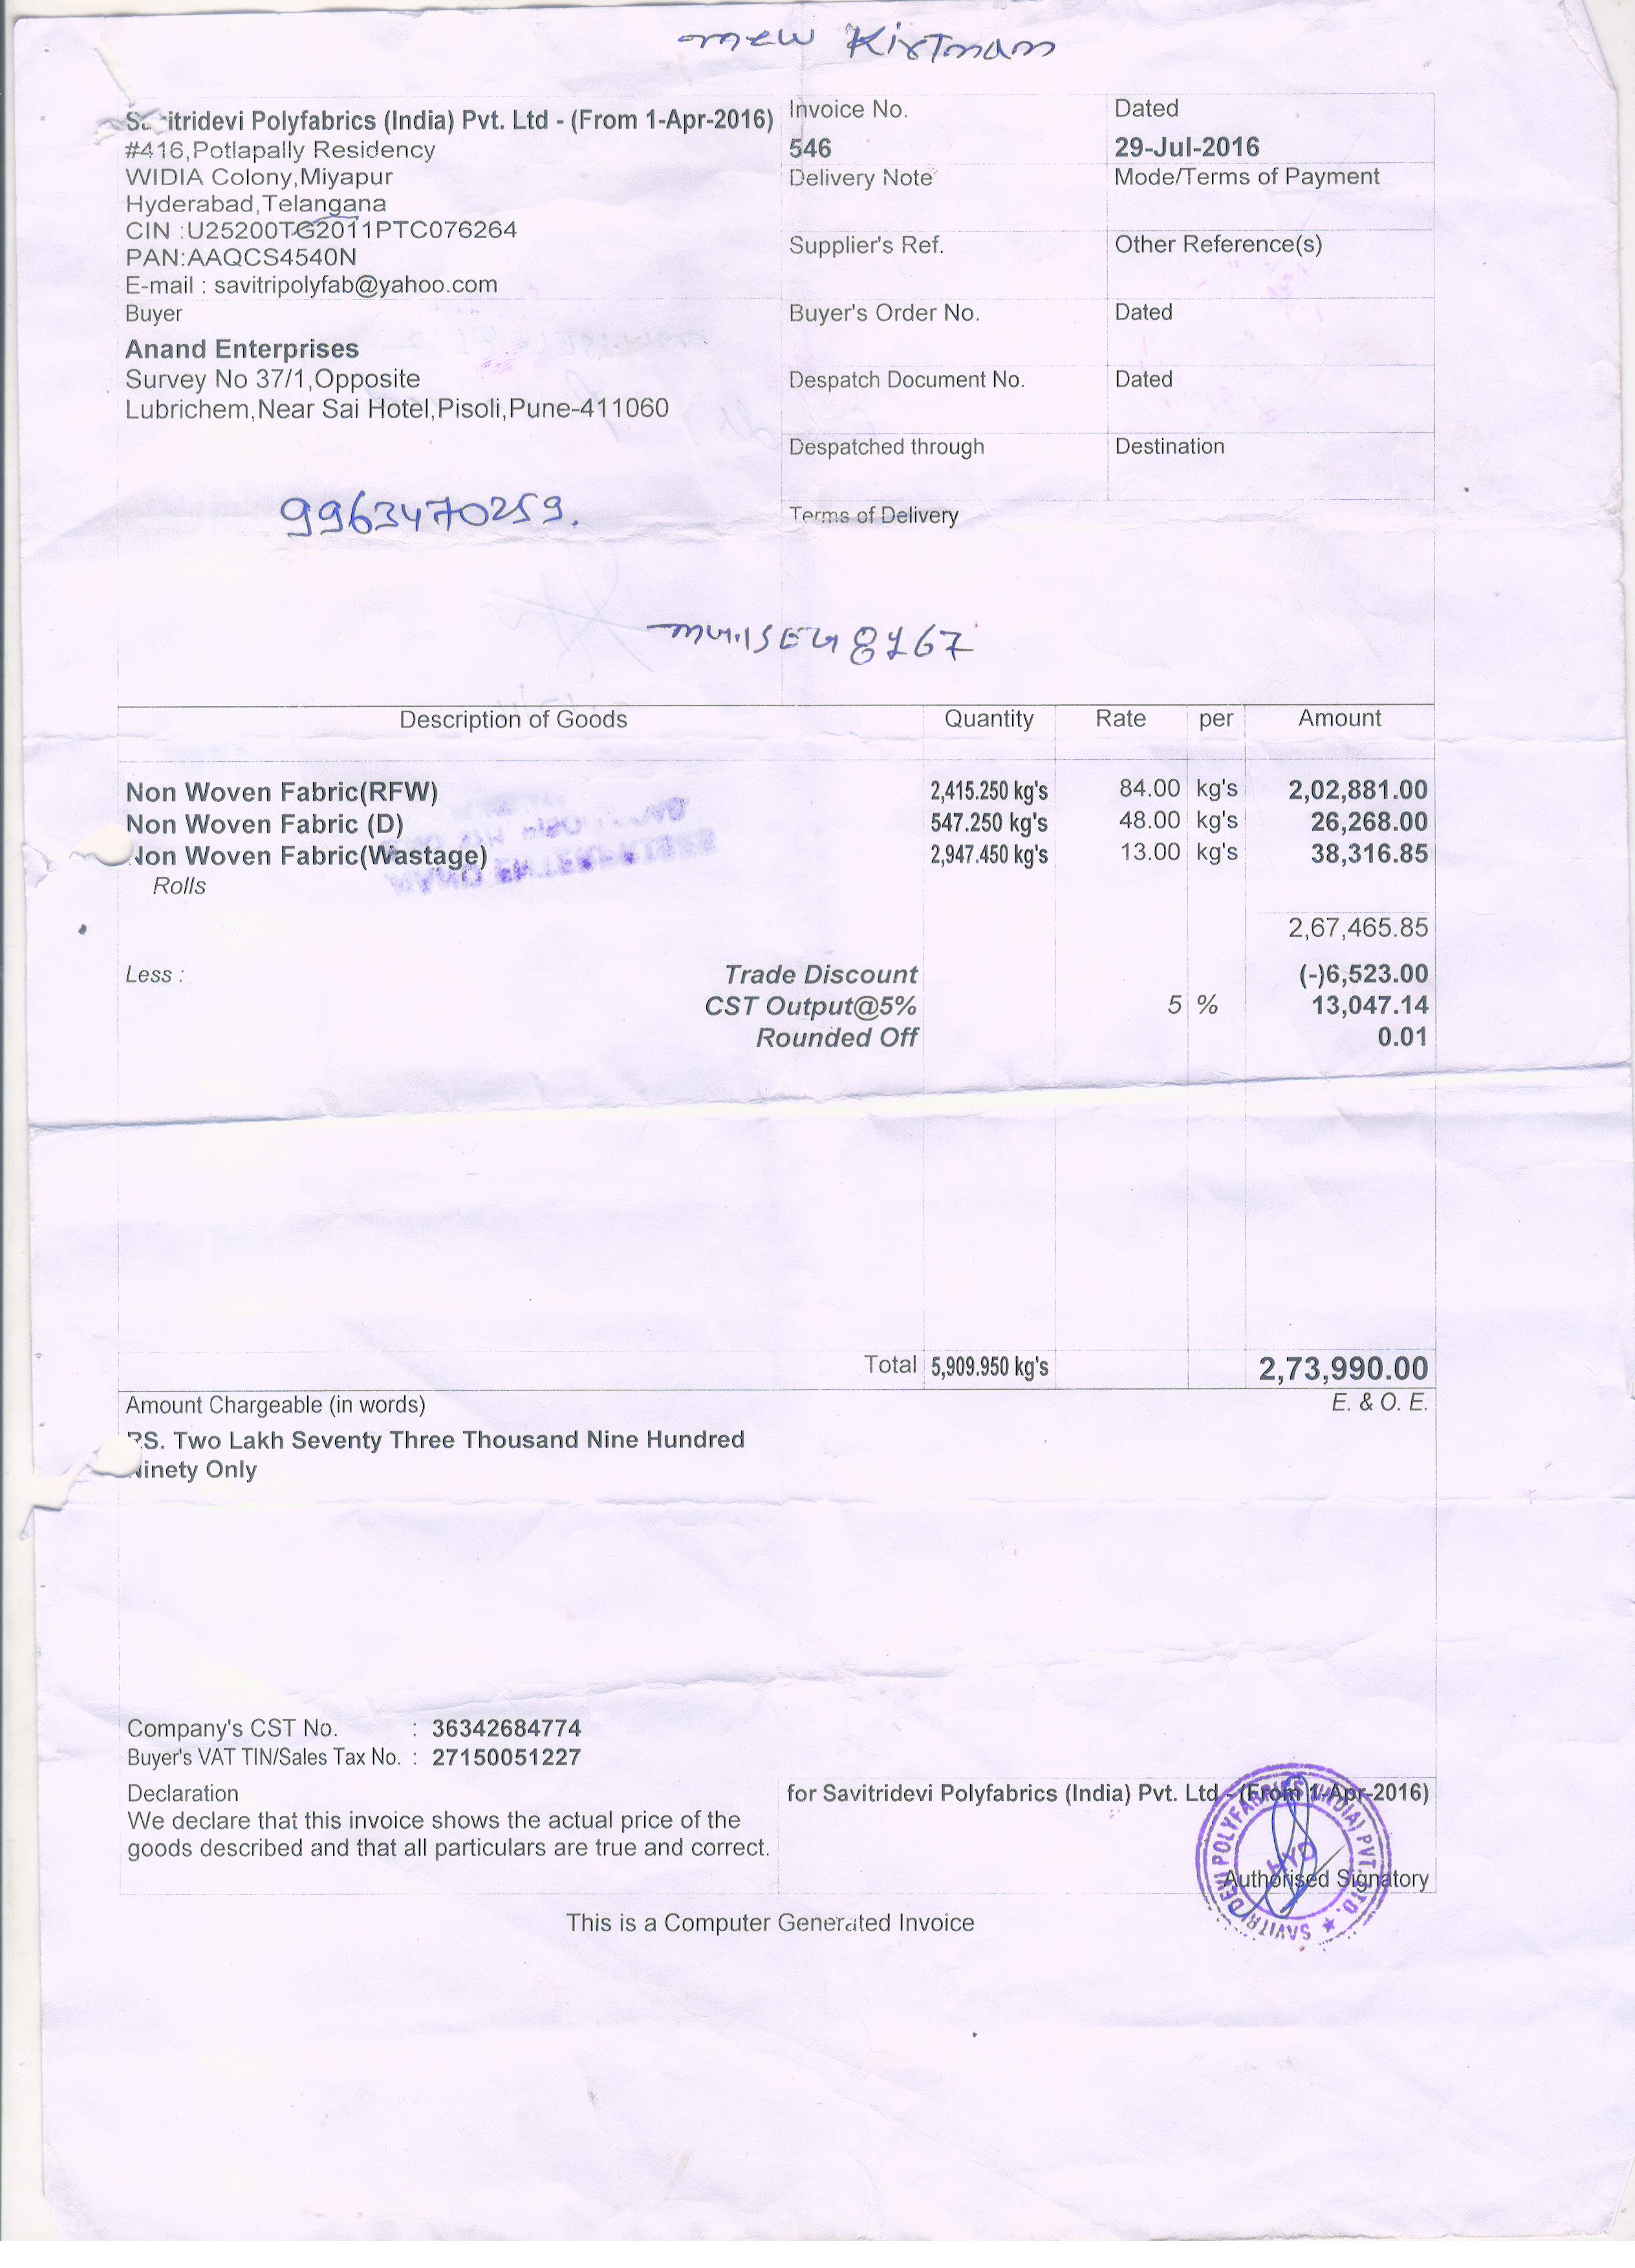 Kirtnam
Savitridevi Polyfabrics (India) Pvt. Ltd - (From 1-Apr-2016)
#416,Potlapally Residency
WIDIA Colony,Miyapur
Hyderabad,Telangana
CIN :U25200TG2011PTC076264
PAN:AAQCS4540N
E-mail : savitripolyfab@yahoo.com
Invoice No.
546
Dated
29-Jul-2016
Delivery Note
Mode/Terms of Payment
Supplier's Ref.
Other Reference(s)
Buyer
Anand Enterprises
Survey No 37/1,Opposite
Lubrichem,Near Sai Hotel,Pisoli,Pune-411060
Buyer's Order No.
Dated
Despatch Document No.
Dated
Despatched through
Destination
9963470259.
Terms of Delivery
Description of Goods Quantity Rate per Amount
Non Woven Fabric(RFW) 2,415.250 kg's 84.00 kg's 2,02,881.00
Non Woven Fabric (D) 547.250 kg's 48.00 kg's 26,268.00
Non Woven Fabric(Wastage) 2,947.450 kg's 13.00 kg's 38,316.85
Rolls
2,67,465.85
Less : Trade Discount (-)6,523.00
CST Output@5% 5 % 13,047.14
Rounded Off 0.01
Total 5,909.950 kg's 2,73,990.00
Amount Chargeable (in words) E. & O. E.
RS. Two Lakh Seventy Three Thousand Nine Hundred
Ninety Only
Company's CST No. : 36342684774
Buyer's VAT TIN/Sales Tax No. : 27150051227
Declaration
We declare that this invoice shows the actual price of the
goods described and that all particulars are true and correct.
for Savitridevi Polyfabrics (India) Pvt. Ltd - (From 1-Apr-2016)
SAVITRI DEVI POLYFABRICS (INDIA) PVT. LTD. ★
HYD
Authorised Signatory
This is a Computer Generated Invoice